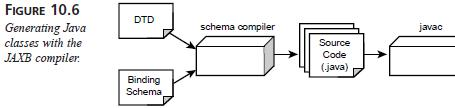 FIGURE 10.6
Generating Java
classes with the
JAXB compiler.
DTD
schema compiler
javac
Source
Code
(.java)
Binding
Schema